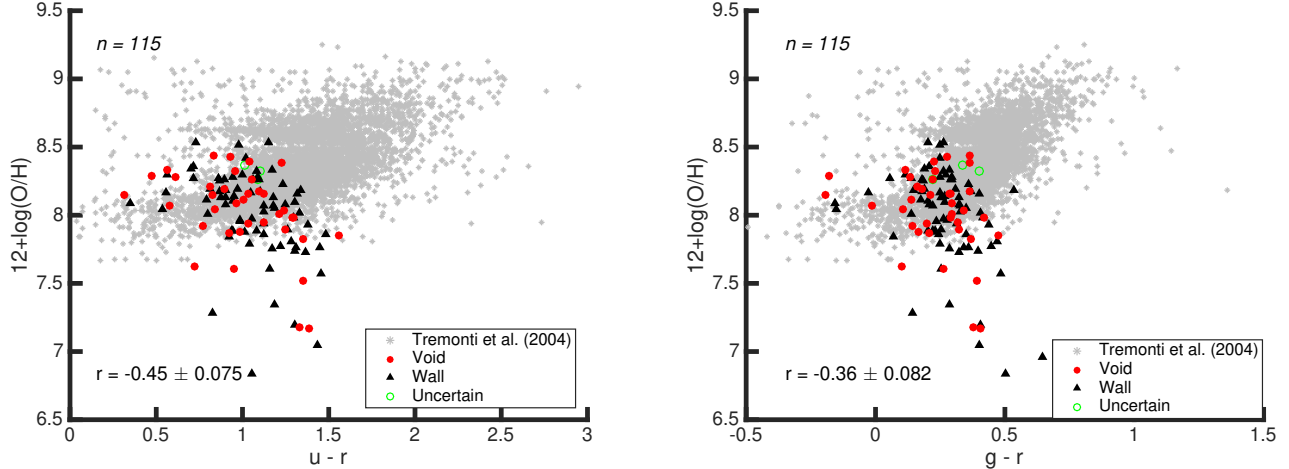 9.5
9
8.5
8
7.5
7
6.5
12+log(O/H)
n = 115
r = -0.45 ± 0.075
Tremonti et al. (2004)
Void
Wall
Uncertain
0 0.5 1 1.5 2 2.5 3
u - r
9.5
9
8.5
8
7.5
7
6.5
12+log(O/H)
n = 115
r = -0.36 ± 0.082
Tremonti et al. (2004)
Void
Wall
Uncertain
-0.5 0 0.5 1 1.5
g - r